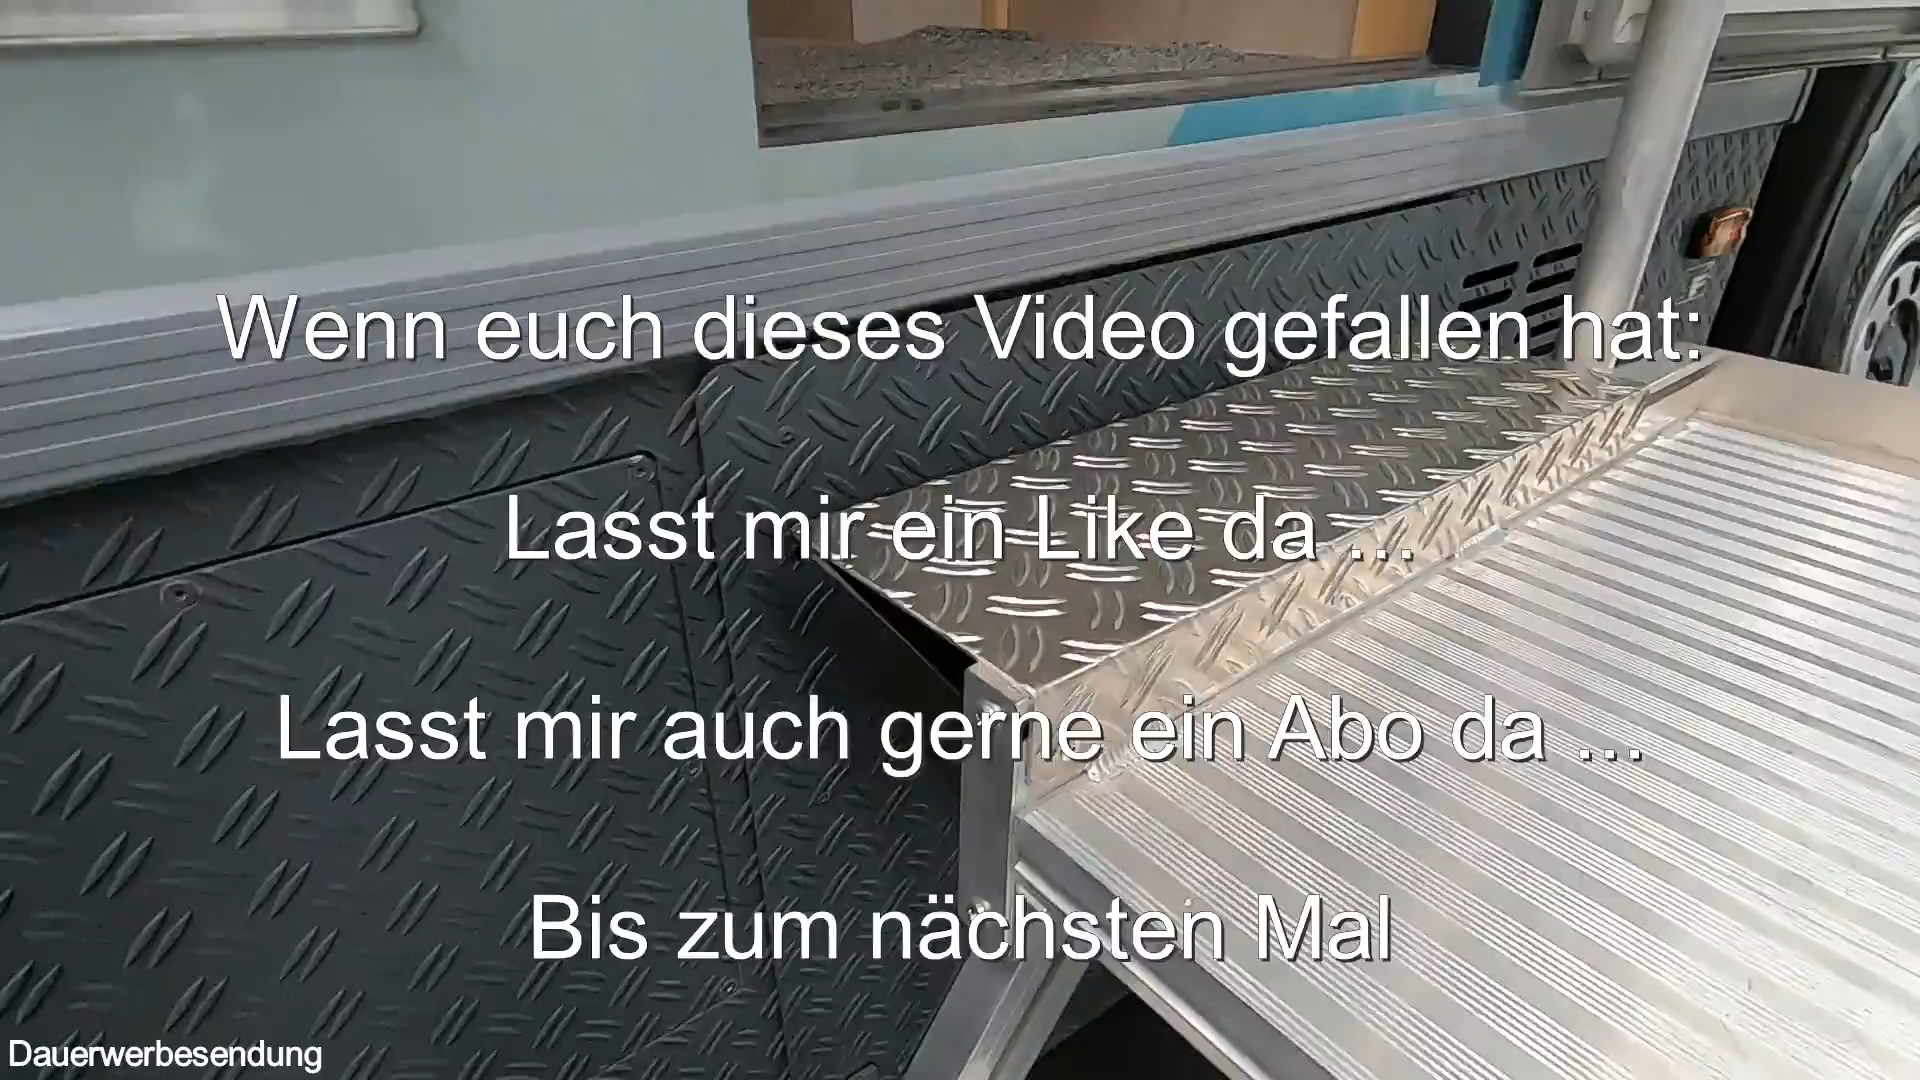 Wenn euch dieses Video gefallen hat:
Lasst mir ein Like da ...
Lasst mir auch gerne ein Abo da ...
Bis zum nächsten Mal
Dauerwerbesendung